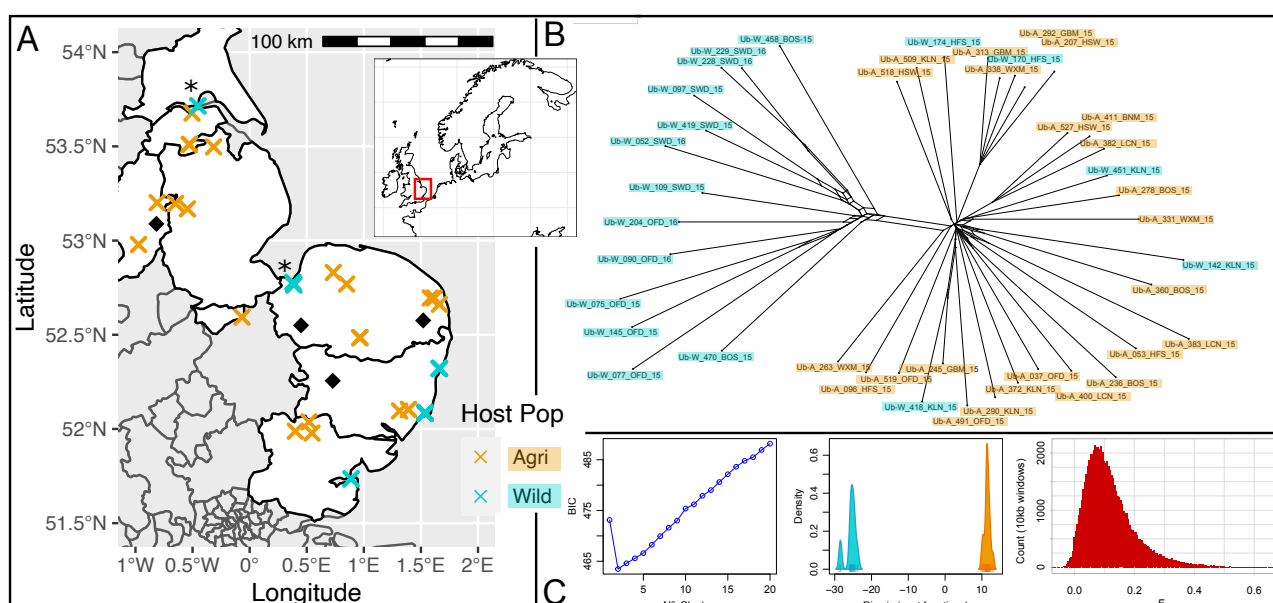 A
100 km
54°N
53.5°N
53°N
52.5°N
52°N
51.5°N
Latitude
*
*
Host Pop
Agri
Wild
1°W
0.5°W
0°
0.5°E
1°E
1.5°E
2°E
Longitude
B
Ub-W_458_BOS-15
Ub-W_229_SWD_16
Ub-W_228_SWD_16
Ub-W_097_SWD_15
Ub-W_419_SWD_15
Ub-W_052_SWD_16
Ub-W_109_SWD_15
Ub-W_204_OFD_16
Ub-W_090_OFD_16
Ub-W_075_OFD_15
Ub-W_145_OFD_15
Ub-W_077_OFD_15
Ub-W_470_BOS_15
Ub-A_292_GBM_15
Ub-A_207_HSW_15
Ub-W_174_HFS_15
Ub-A_313_GBM_15
Ub-W_170_HFS_15
Ub-A_509_KLN_15
Ub-A_338_WXM_15
Ub-A_518_HSW_15
Ub-A_411_BNM_15
Ub-A_527_HSW_15
Ub-A_382_LCN_15
Ub-W_451_KLN_15
Ub-A_278_BOS_15
Ub-A_331_WXM_15
Ub-W_142_KLN_15
Ub-A_360_BOS_15
Ub-A_383_LCN_15
Ub-A_053_HFS_15
Ub-A_263_WXM_15
Ub-A_245_GBM_15
Ub-A_519_OFD_15
Ub-A_037_OFD_15
Ub-A_236_BOS_15
Ub-A_096_HFS_15
Ub-A_372_KLN_15
Ub-A_400_LCN_15
Ub-W_418_KLN_15
Ub-A_290_KLN_15
Ub-A_491_OFD_15
C
BIC
465
475
485
5
10
15
20
Density
0.0
0.2
0.4
0.6
−30
−20
−10
0
10
Count (10kb windows)
0
1000
2000
0.0
0.2
0.4
0.6